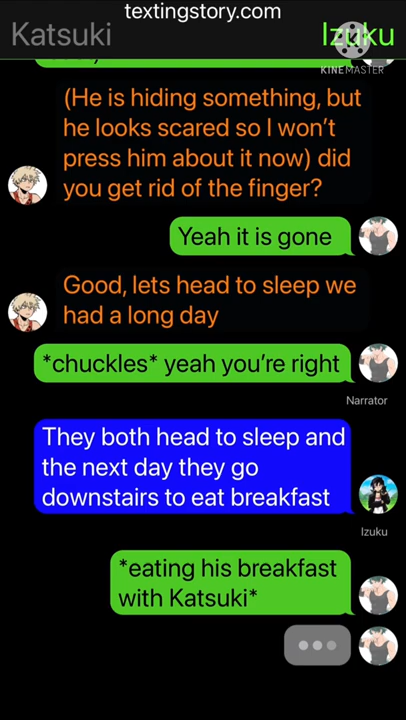 textingstory.com
Katsuki
Izuku
KINEMASTER
(He is hiding something, but
he looks scared so I won’t
press him about it now) did
you get rid of the finger?
Yeah it is gone
Good, lets head to sleep we
had a long day
*chuckles* yeah you’re right
Narrator
They both head to sleep and
the next day they go
downstairs to eat breakfast
Izuku
*eating his breakfast
with Katsuki*